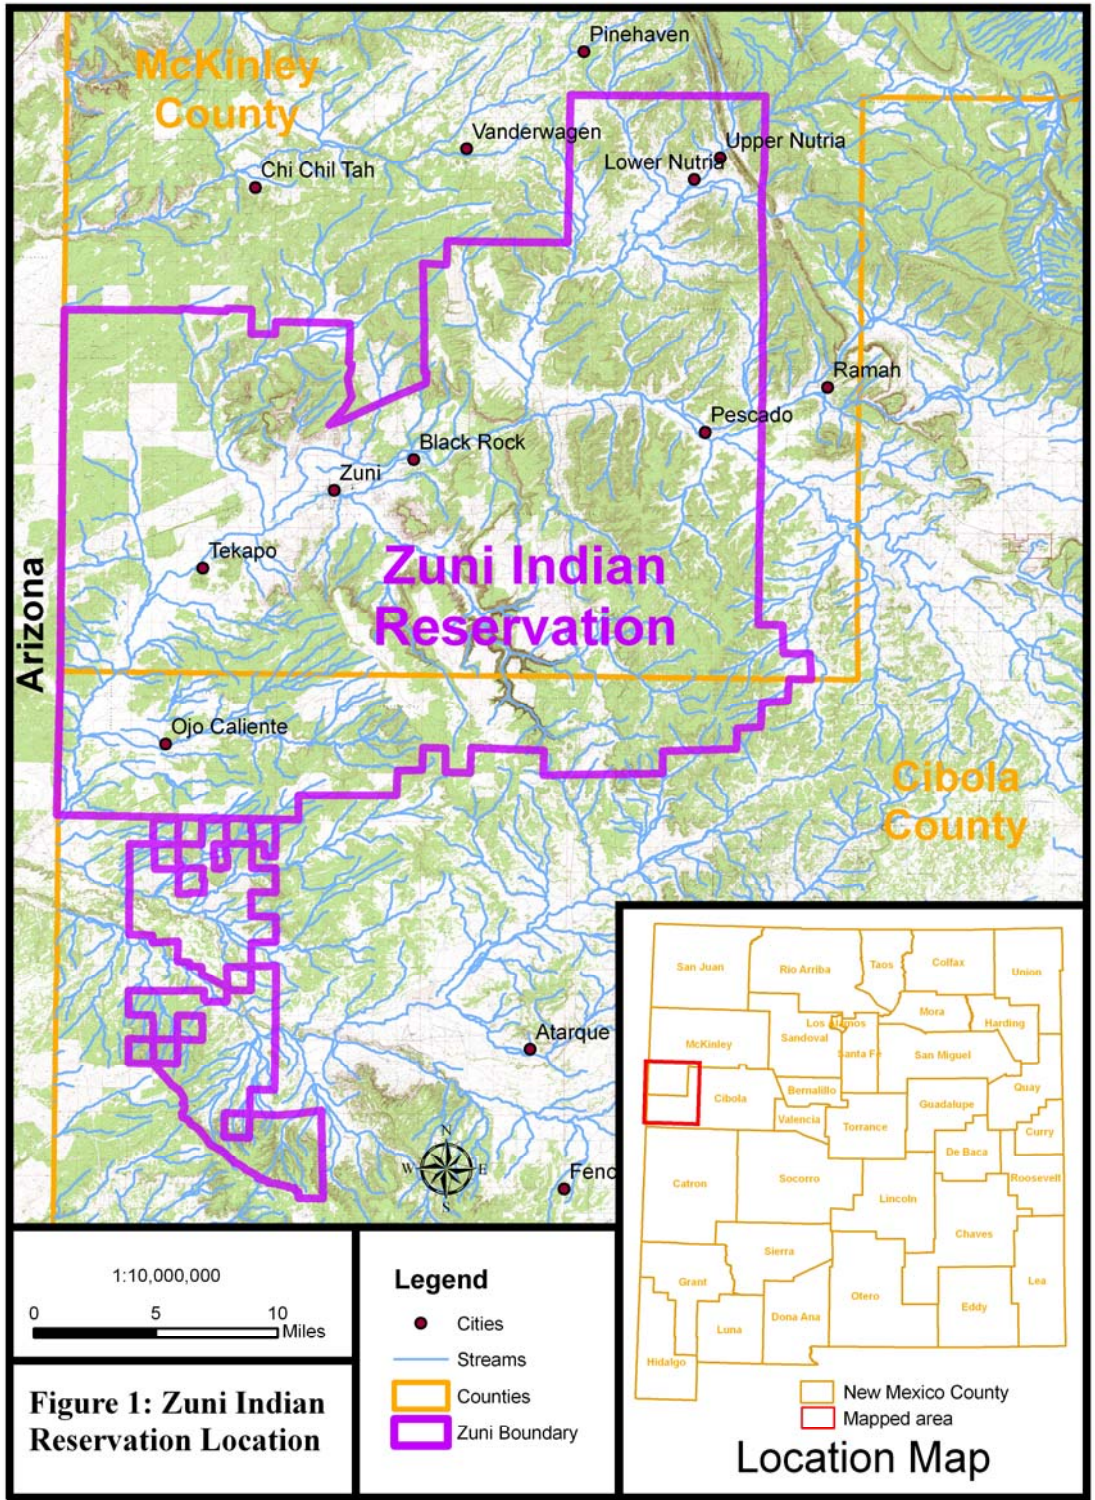 Pinehaven
McKinley
County
Vanderwagen
Upper Nutria
Lower Nutria
Chi Chil Tah
Ramah
Pescado
Black Rock
Zuni
Tekapo
Zuni Indian
Reservation
Arizona
Ojo Caliente
Cibola
County
Atarque
Fenc
N
W
E
S
San Juan
Rio Arriba
Taos
Colfax
Union
Mora
Los Alamos
Harding
Sandoval
McKinley
Santa Fe
San Miguel
Quay
Bernalillo
Cibola
Guadalupe
Valencia
Torrance
Curry
De Baca
Roosevelt
Socorro
Catron
Lincoln
Chaves
Sierra
Grant
Lea
Otero
Eddy
Dona Ana
Luna
Hidalgo
New Mexico County
Mapped area
Location Map
1:10,000,000
0 5 10
Miles
Legend
Cities
Streams
Counties
Zuni Boundary
Figure 1: Zuni Indian
Reservation Location